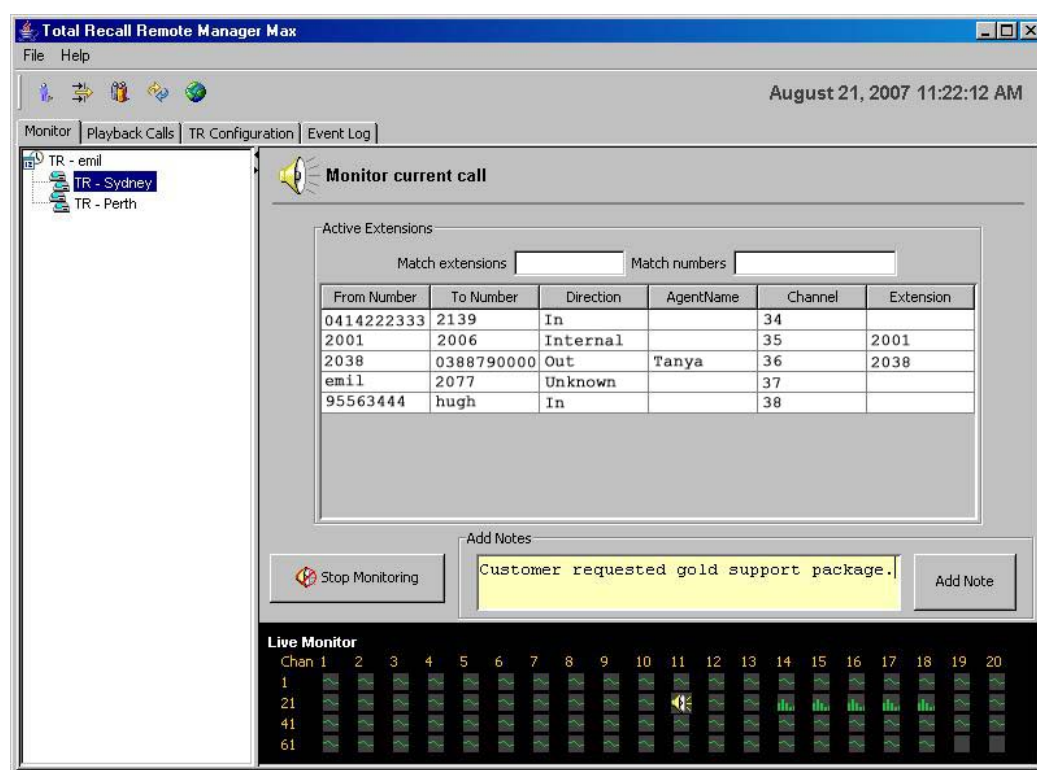 Total Recall Remote Manager Max
File Help
August 21, 2007 11:22:12 AM
Monitor Playback Calls TR Configuration Event Log
TR - emil
TR - Sydney
TR - Perth
Monitor current call
Active Extensions
Match extensions Match numbers
From Number To Number Direction AgentName Channel Extension
0414222333 2139 In 34
2001 2006 Internal 35 2001
2038 0388790000 Out Tanya 36 2038
emil 2077 Unknown 37
95563444 hugh In 38
Add Notes
Stop Monitoring
Customer requested gold support package.
Add Note
Live Monitor
Chan 1 2 3 4 5 6 7 8 9 10 11 12 13 14 15 16 17 18 19 20
1
21
41
61